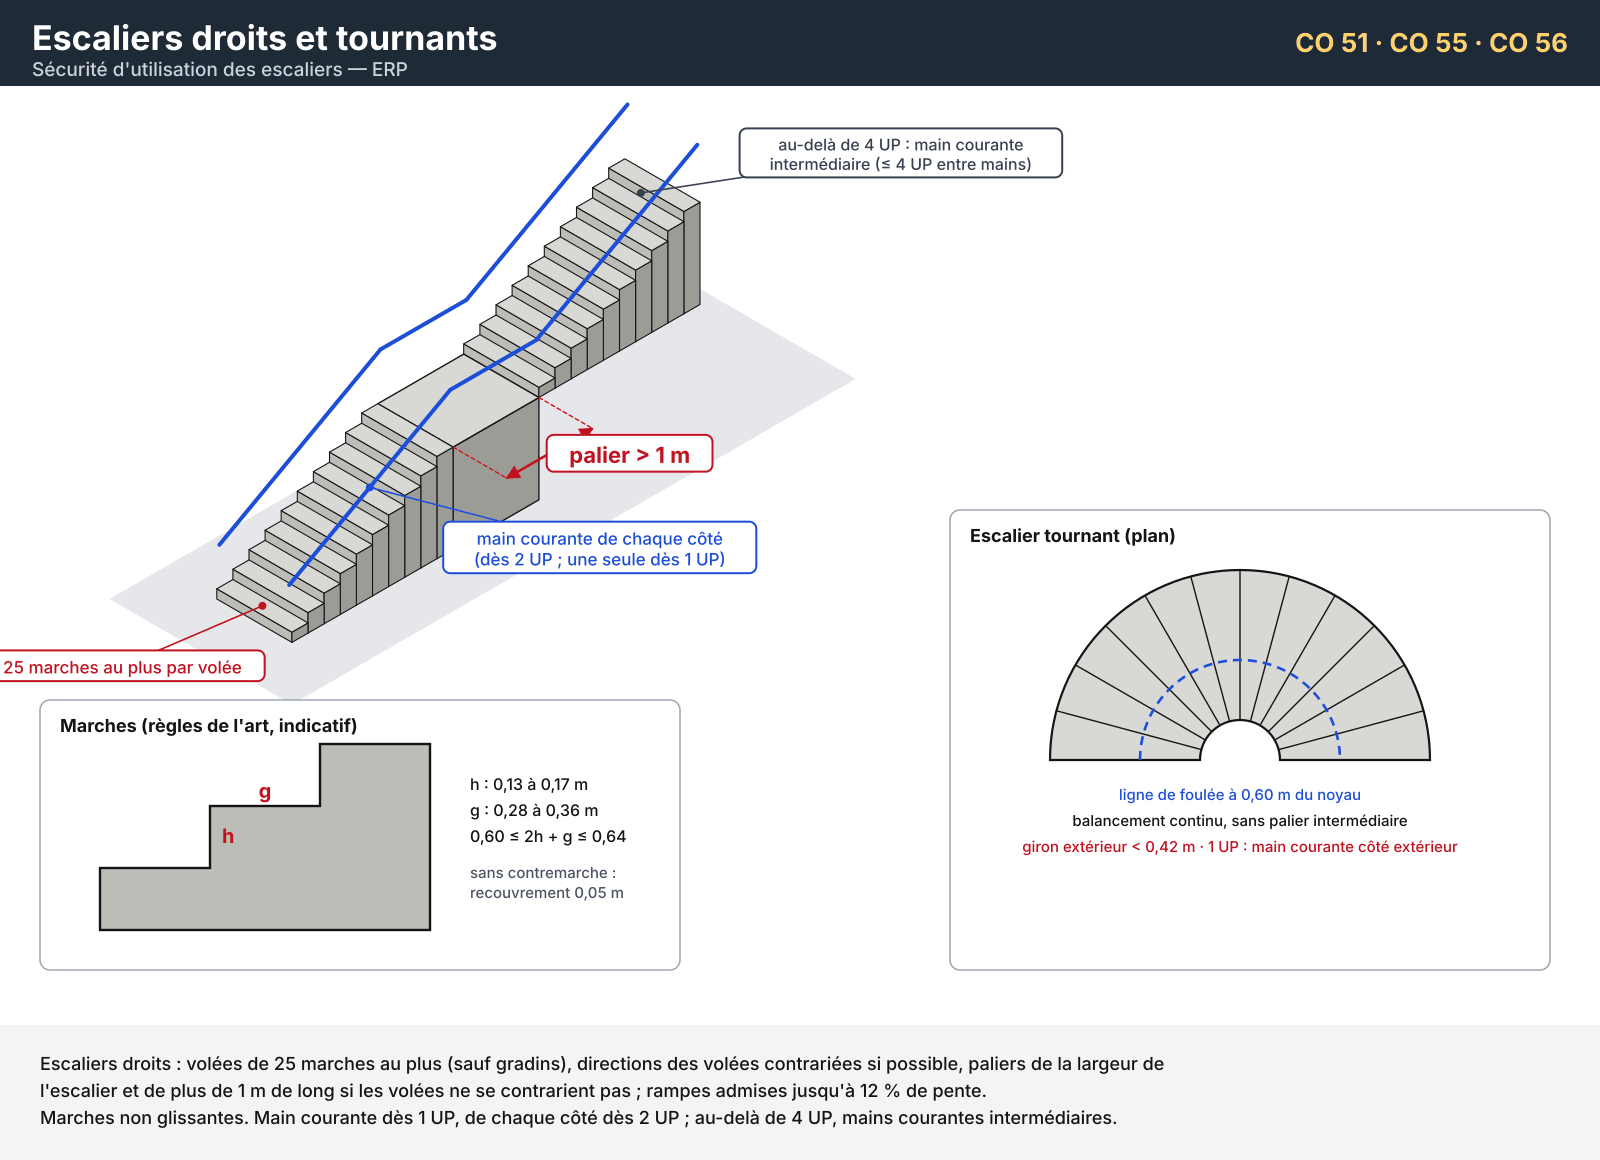 Escaliers droits et tournants
Sécurité d'utilisation des escaliers — ERP
CO 51 · CO 55 · CO 56
au-delà de 4 UP : main courante
intermédiaire (≤ 4 UP entre mains)
palier > 1 m
main courante de chaque côté
(dès 2 UP ; une seule dès 1 UP)
25 marches au plus par volée
Marches (règles de l'art, indicatif)
g
h
h : 0,13 à 0,17 m
g : 0,28 à 0,36 m
0,60 ≤ 2h + g ≤ 0,64
sans contremarche :
recouvrement 0,05 m
Escalier tournant (plan)
ligne de foulée à 0,60 m du noyau
balancement continu, sans palier intermédiaire
giron extérieur < 0,42 m · 1 UP : main courante côté extérieur
Escaliers droits : volées de 25 marches au plus (sauf gradins), directions des volées contrariées si possible, paliers de la largeur de
l'escalier et de plus de 1 m de long si les volées ne se contrarient pas ; rampes admises jusqu'à 12 % de pente.
Marches non glissantes. Main courante dès 1 UP, de chaque côté dès 2 UP ; au-delà de 4 UP, mains courantes intermédiaires.